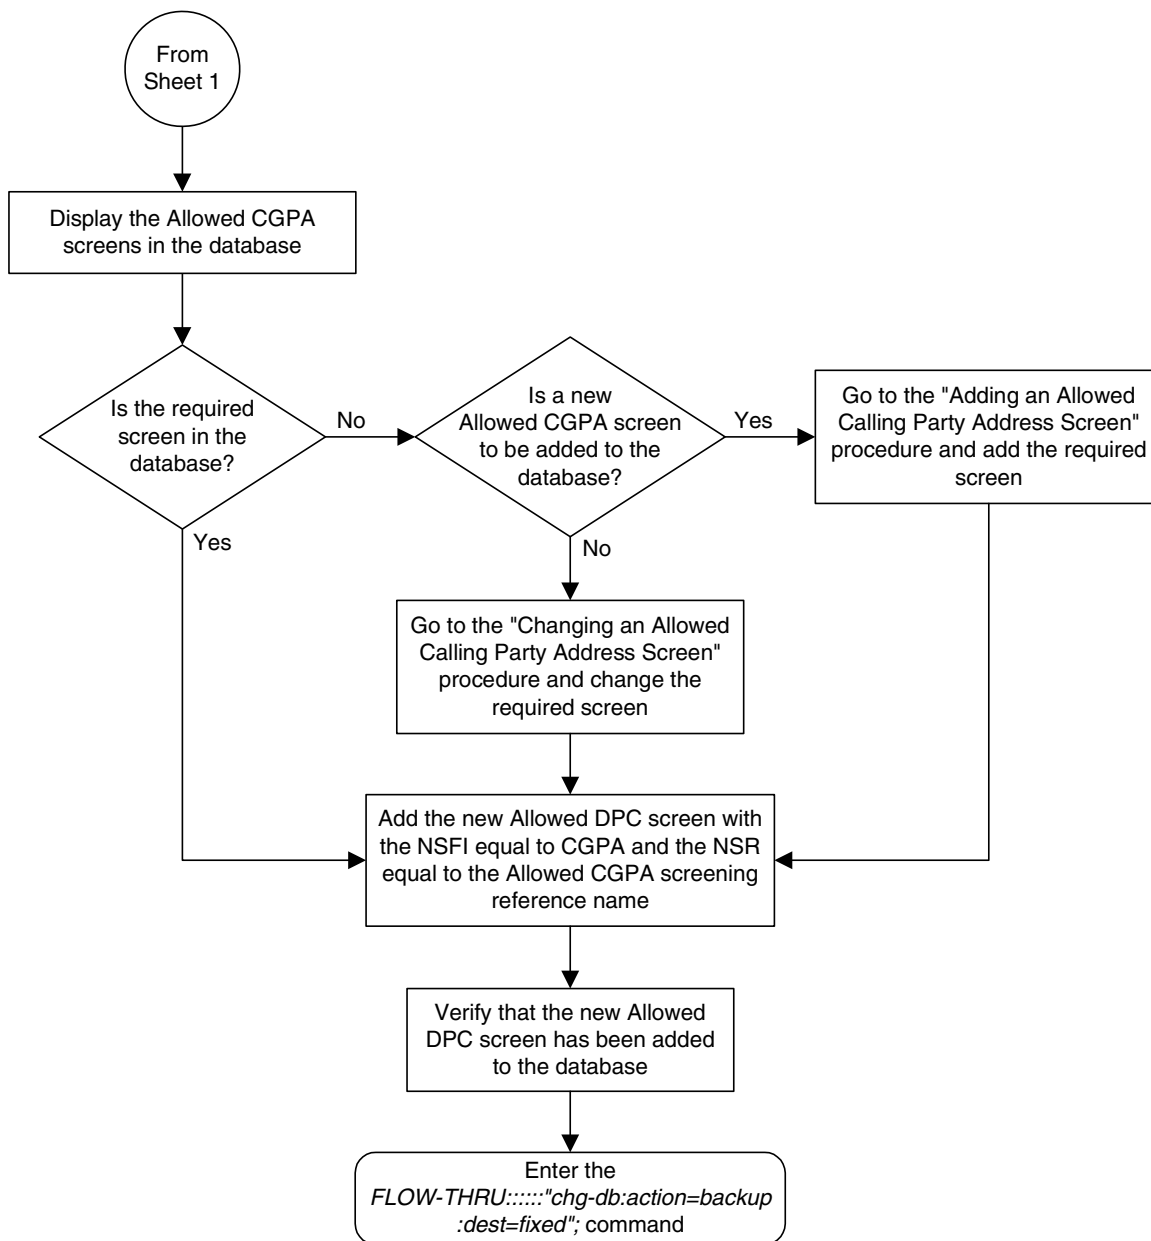 From
Sheet 1
Display the Allowed CGPA
screens in the database
Is the required
screen in the
database?
No
Yes
Is a new
Allowed CGPA screen
to be added to the
database?
Yes
No
Go to the "Adding an Allowed
Calling Party Address Screen"
procedure and add the required
screen
Go to the "Changing an Allowed
Calling Party Address Screen"
procedure and change the
required screen
Add the new Allowed DPC screen with
the NSFI equal to CGPA and the NSR
equal to the Allowed CGPA screening
reference name
Verify that the new Allowed
DPC screen has been added
to the database
Enter the
FLOW-THRU::::::"chg-db:action=backup
:dest=fixed"; command